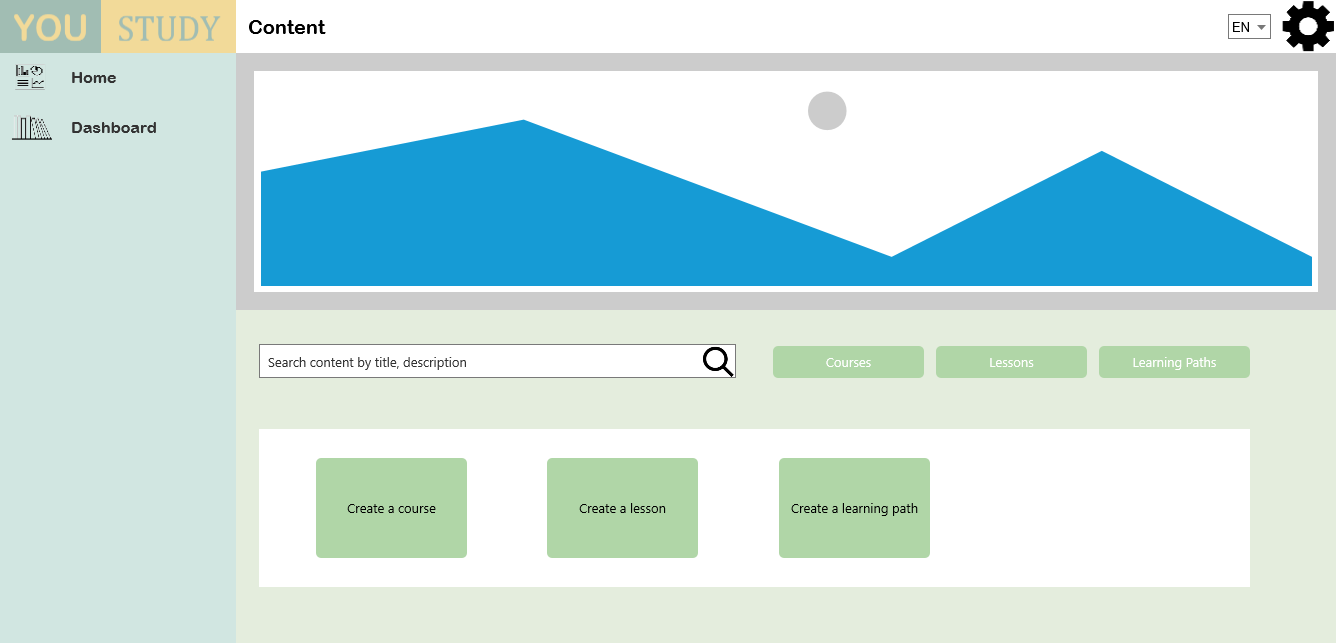 YOU STUDY
Content
EN
Home
Dashboard
Search content by title, description
Courses
Lessons
Learning Paths
Create a course
Create a lesson
Create a learning path